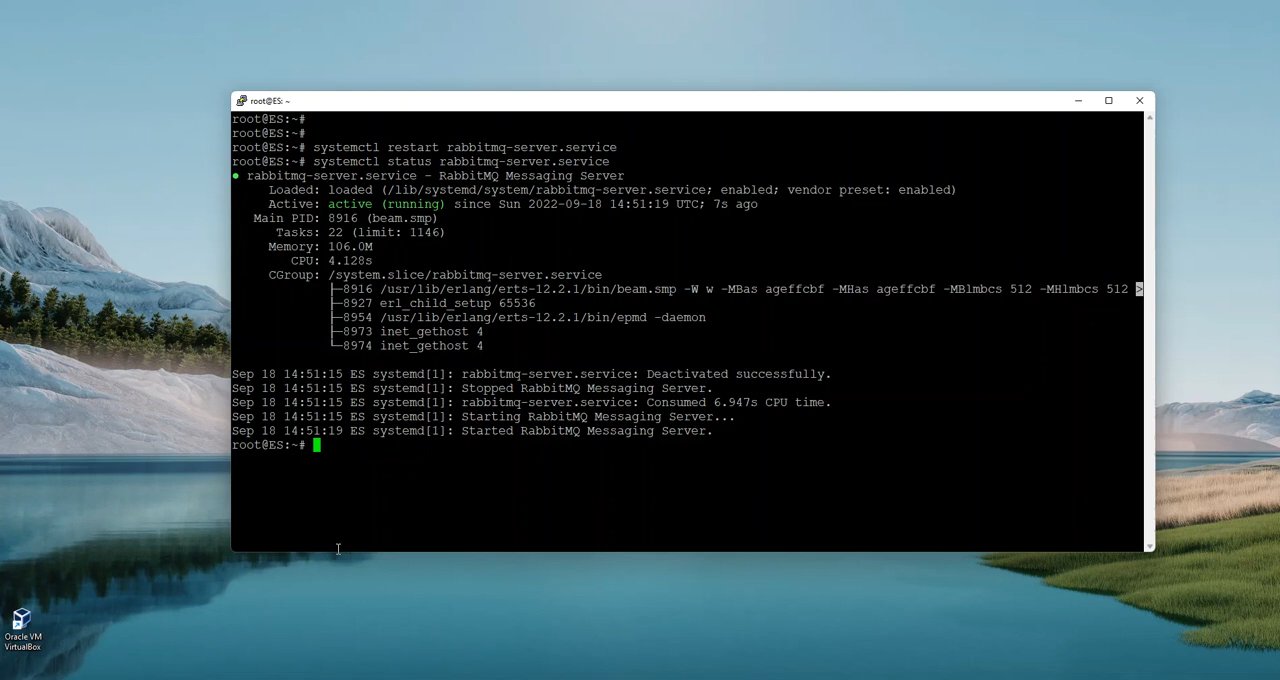 root@ES: ~
root@ES:~#
root@ES:~#
root@ES:~# systemctl restart rabbitmq-server.service
root@ES:~# systemctl status rabbitmq-server.service
● rabbitmq-server.service - RabbitMQ Messaging Server
Loaded: loaded (/lib/systemd/system/rabbitmq-server.service; enabled; vendor preset: enabled)
Active: active (running) since Sun 2022-09-18 14:51:19 UTC; 7s ago
Main PID: 8916 (beam.smp)
Tasks: 22 (limit: 1146)
Memory: 106.0M
CPU: 4.128s
CGroup: /system.slice/rabbitmq-server.service
├─8916 /usr/lib/erlang/erts-12.2.1/bin/beam.smp -W w -MBas ageffcbf -MHas ageffcbf -MBlmbcs 512 -MHlmbcs 512 >
├─8927 erl_child_setup 65536
├─8954 /usr/lib/erlang/erts-12.2.1/bin/epmd -daemon
├─8973 inet_gethost 4
└─8974 inet_gethost 4
Sep 18 14:51:15 ES systemd[1]: rabbitmq-server.service: Deactivated successfully.
Sep 18 14:51:15 ES systemd[1]: Stopped RabbitMQ Messaging Server.
Sep 18 14:51:15 ES systemd[1]: rabbitmq-server.service: Consumed 6.947s CPU time.
Sep 18 14:51:15 ES systemd[1]: Starting RabbitMQ Messaging Server...
Sep 18 14:51:19 ES systemd[1]: Started RabbitMQ Messaging Server.
root@ES:~#
Oracle VM
VirtualBox